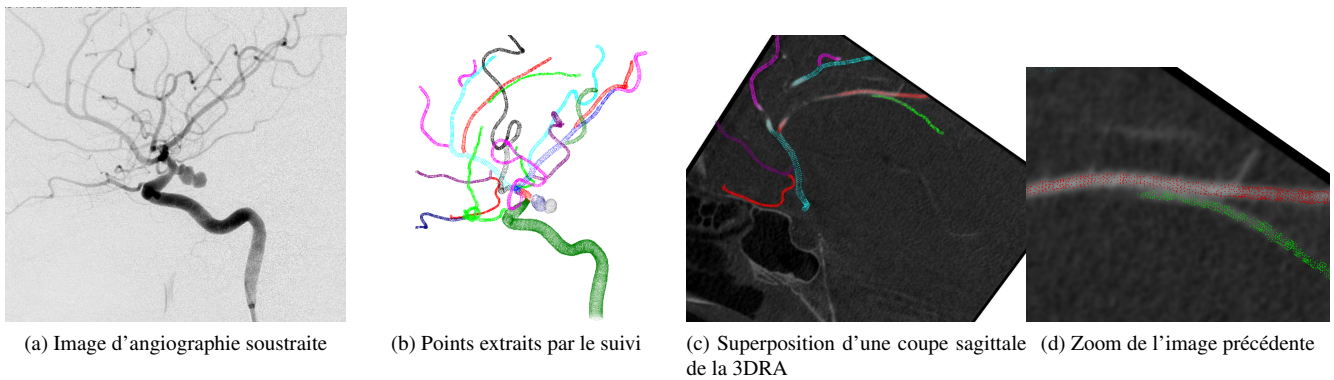 (a) Image d'angiographie soustraite
(b) Points extraits par le suivi
(c) Superposition d'une coupe sagittale
de la 3DRA
(d) Zoom de l'image précédente